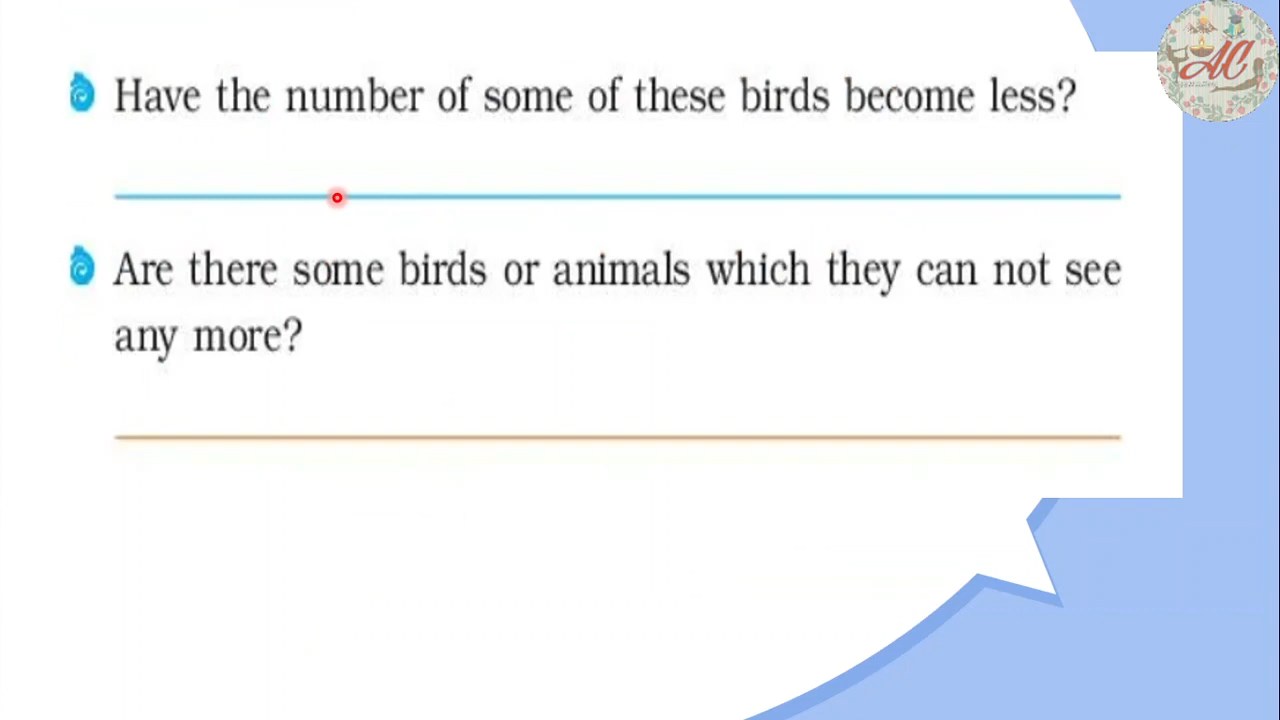 Have the number of some of these birds become less?
Are there some birds or animals which they can not see
any more?
AC